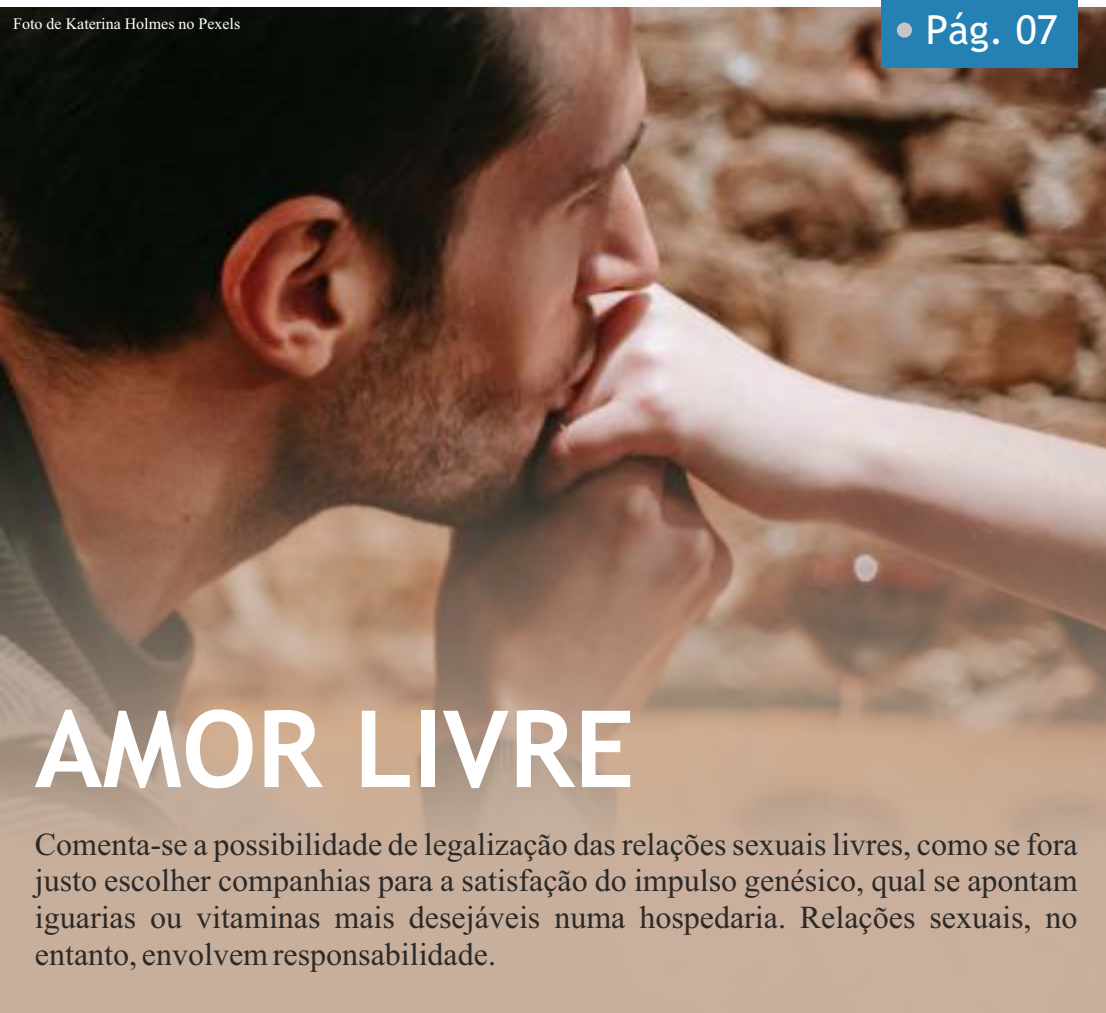 Foto de Katerina Holmes no Pexels
• Pág. 07
AMOR LIVRE
Comenta-se a possibilidade de legalização das relações sexuais livres, como se fora
justo escolher companhias para a satisfação do impulso genésico, qual se apontam
iguarias ou vitaminas mais desejáveis numa hospedaria. Relações sexuais, no
entanto, envolvem responsabilidade.